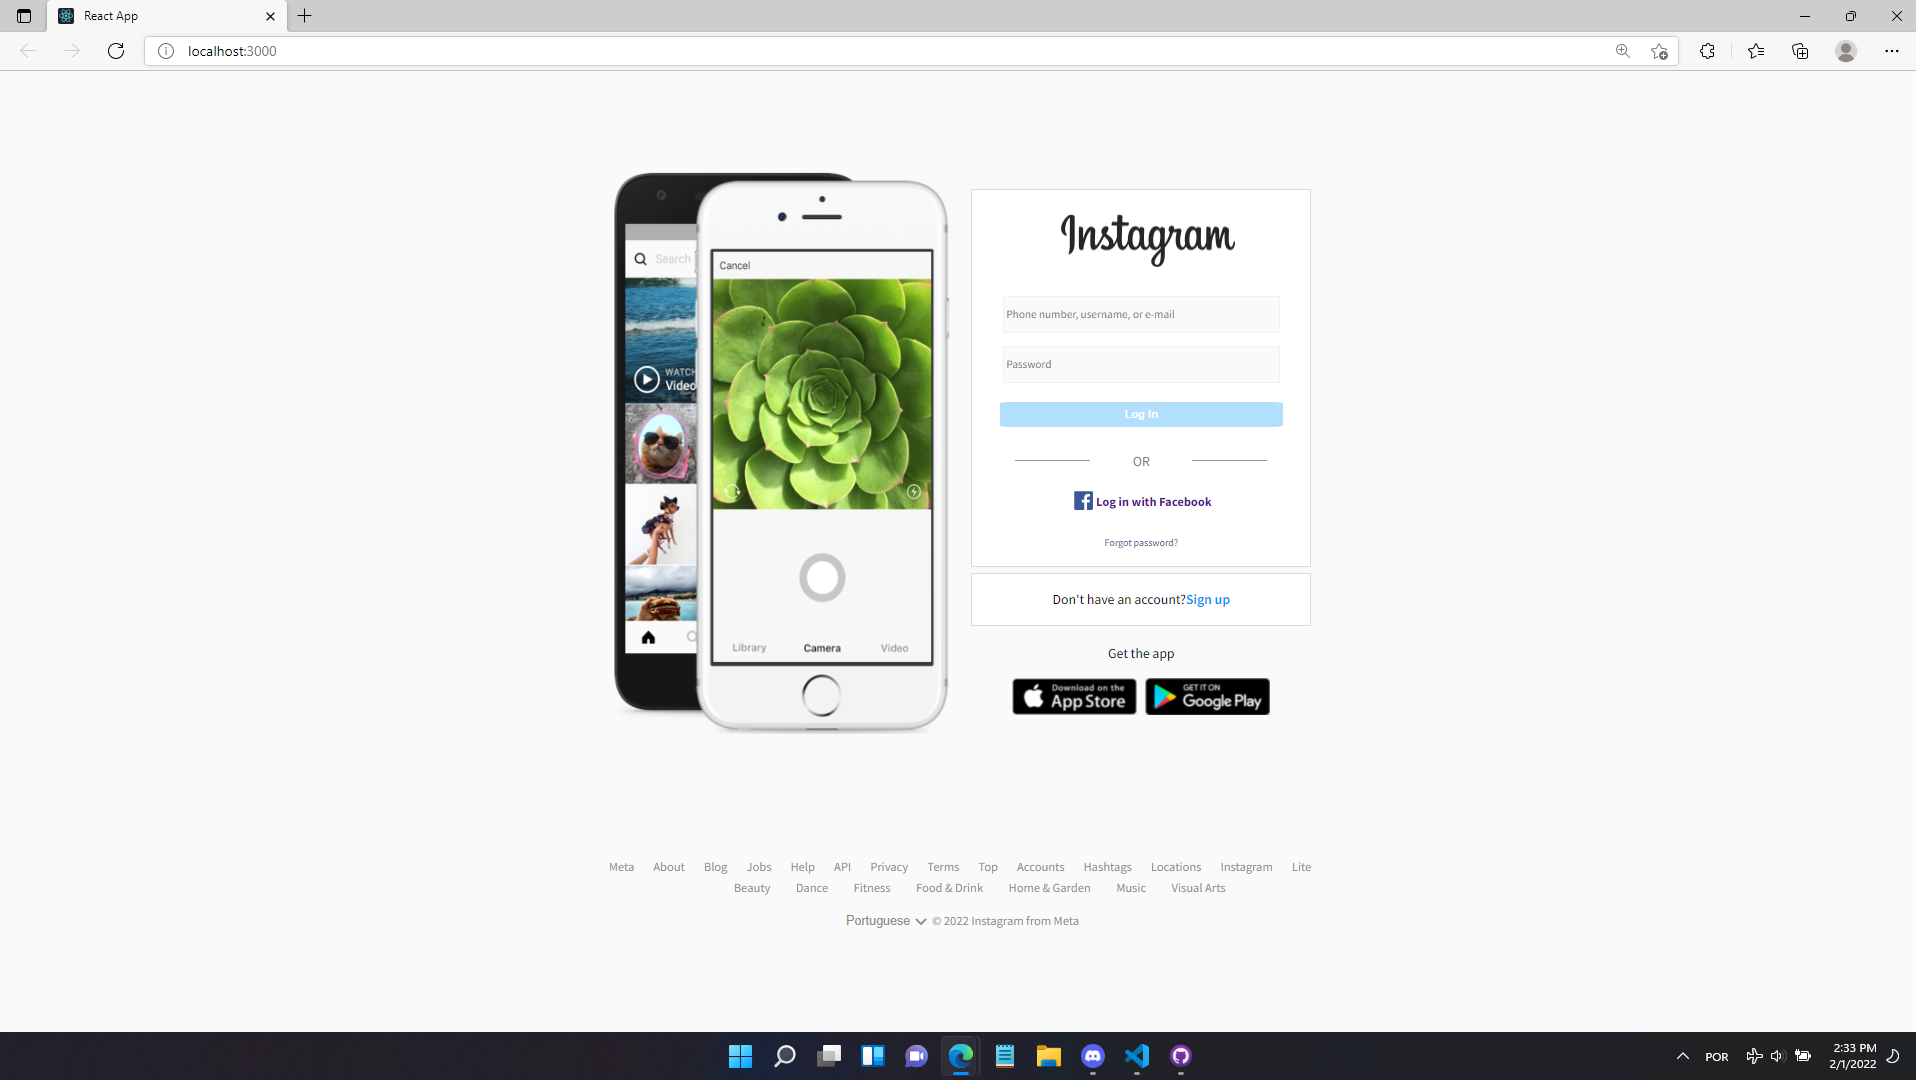 React App
localhost:3000
Search
Cancel
WATCH
Video
Library Camera Video
Instagram
Phone number, username, or e-mail
Password
Log In
OR
Log in with Facebook
Forgot password?
Don't have an account?Sign up
Get the app
Download on the
App Store
GET IT ON
Google Play
Meta About Blog Jobs Help API Privacy Terms Top Accounts Hashtags Locations Instagram Lite
Beauty Dance Fitness Food & Drink Home & Garden Music Visual Arts
Portuguese © 2022 Instagram from Meta
POR
2:33 PM
2/1/2022